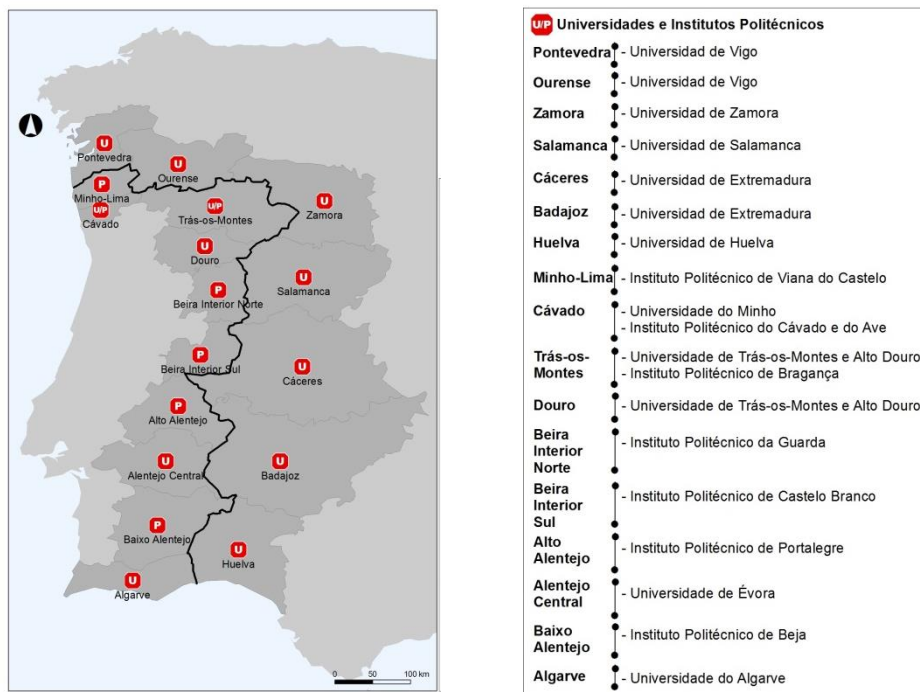 U
Pontevedra
U
Ourense
P
Minho-Lima
U/P
Cávado
U/P
Trás-os-Montes
U
Zamora
U
Douro
P
Beira Interior Norte
U
Salamanca
P
Beira Interior Sul
U
Cáceres
P
Alto Alentejo
U
Alentejo Central
U
Badajoz
P
Baixo Alentejo
U
Huelva
U
Algarve
0 50 100 km
U/P Universidades e Institutos Politécnicos
Pontevedra - Universidad de Vigo
Ourense - Universidad de Vigo
Zamora - Universidad de Zamora
Salamanca - Universidad de Salamanca
Cáceres - Universidad de Extremadura
Badajoz - Universidad de Extremadura
Huelva - Universidad de Huelva
Minho-Lima - Instituto Politécnico de Viana do Castelo
Cávado - Universidade do Minho
- Instituto Politécnico do Cávado e do Ave
Trás-os- - Universidade de Trás-os-Montes e Alto Douro
Montes - Instituto Politécnico de Bragança
Douro - Universidade de Trás-os-Montes e Alto Douro
Beira
Interior - Instituto Politécnico da Guarda
Norte
Beira
Interior - Instituto Politécnico de Castelo Branco
Sul
Alto
Alentejo - Instituto Politécnico de Portalegre
Alentejo
Central - Universidade de Évora
Baixo
Alentejo - Instituto Politécnico de Beja
Algarve - Universidade do Algarve